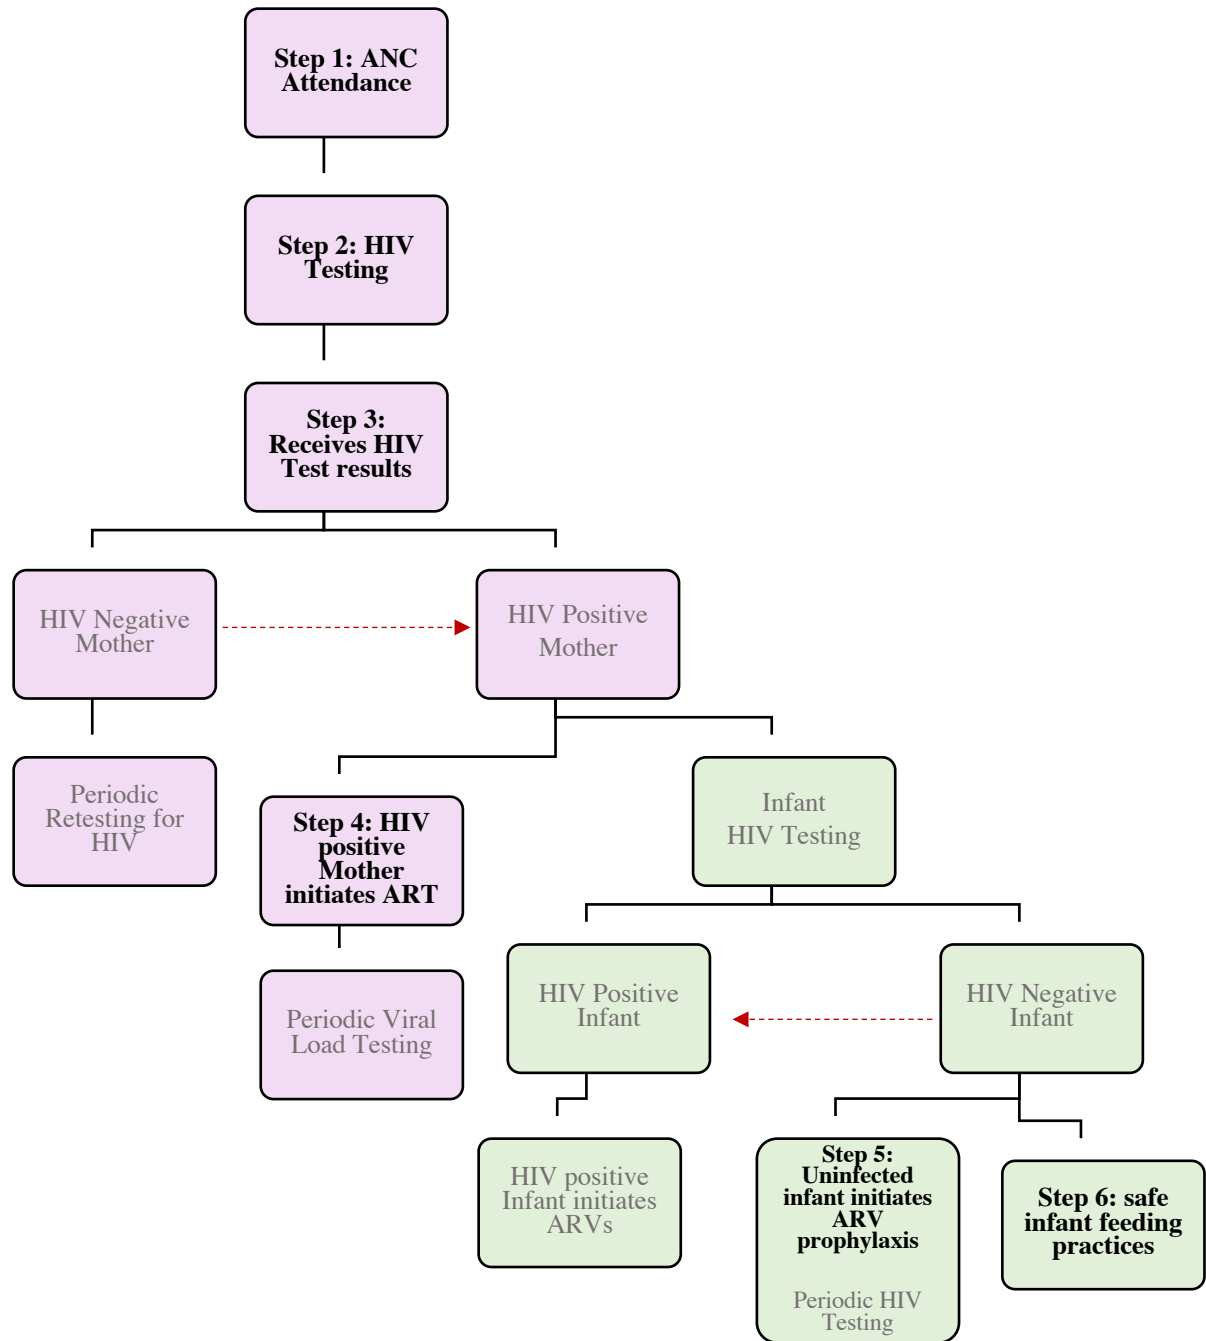 Step 1: ANC
Attendance
Step 2: HIV
Testing
Step 3:
Receives HIV
Test results
HIV Negative
Mother
HIV Positive
Mother
Periodic
Retesting for
HIV
Step 4: HIV
positive
Mother
initiates ART
Infant
HIV Testing
Periodic Viral
Load Testing
HIV Positive
Infant
HIV Negative
Infant
HIV positive
Infant initiates
ARVs
Step 5:
Uninfected
infant initiates
ARV
prophylaxis
Periodic HIV
Testing
Step 6: safe
infant feeding
practices